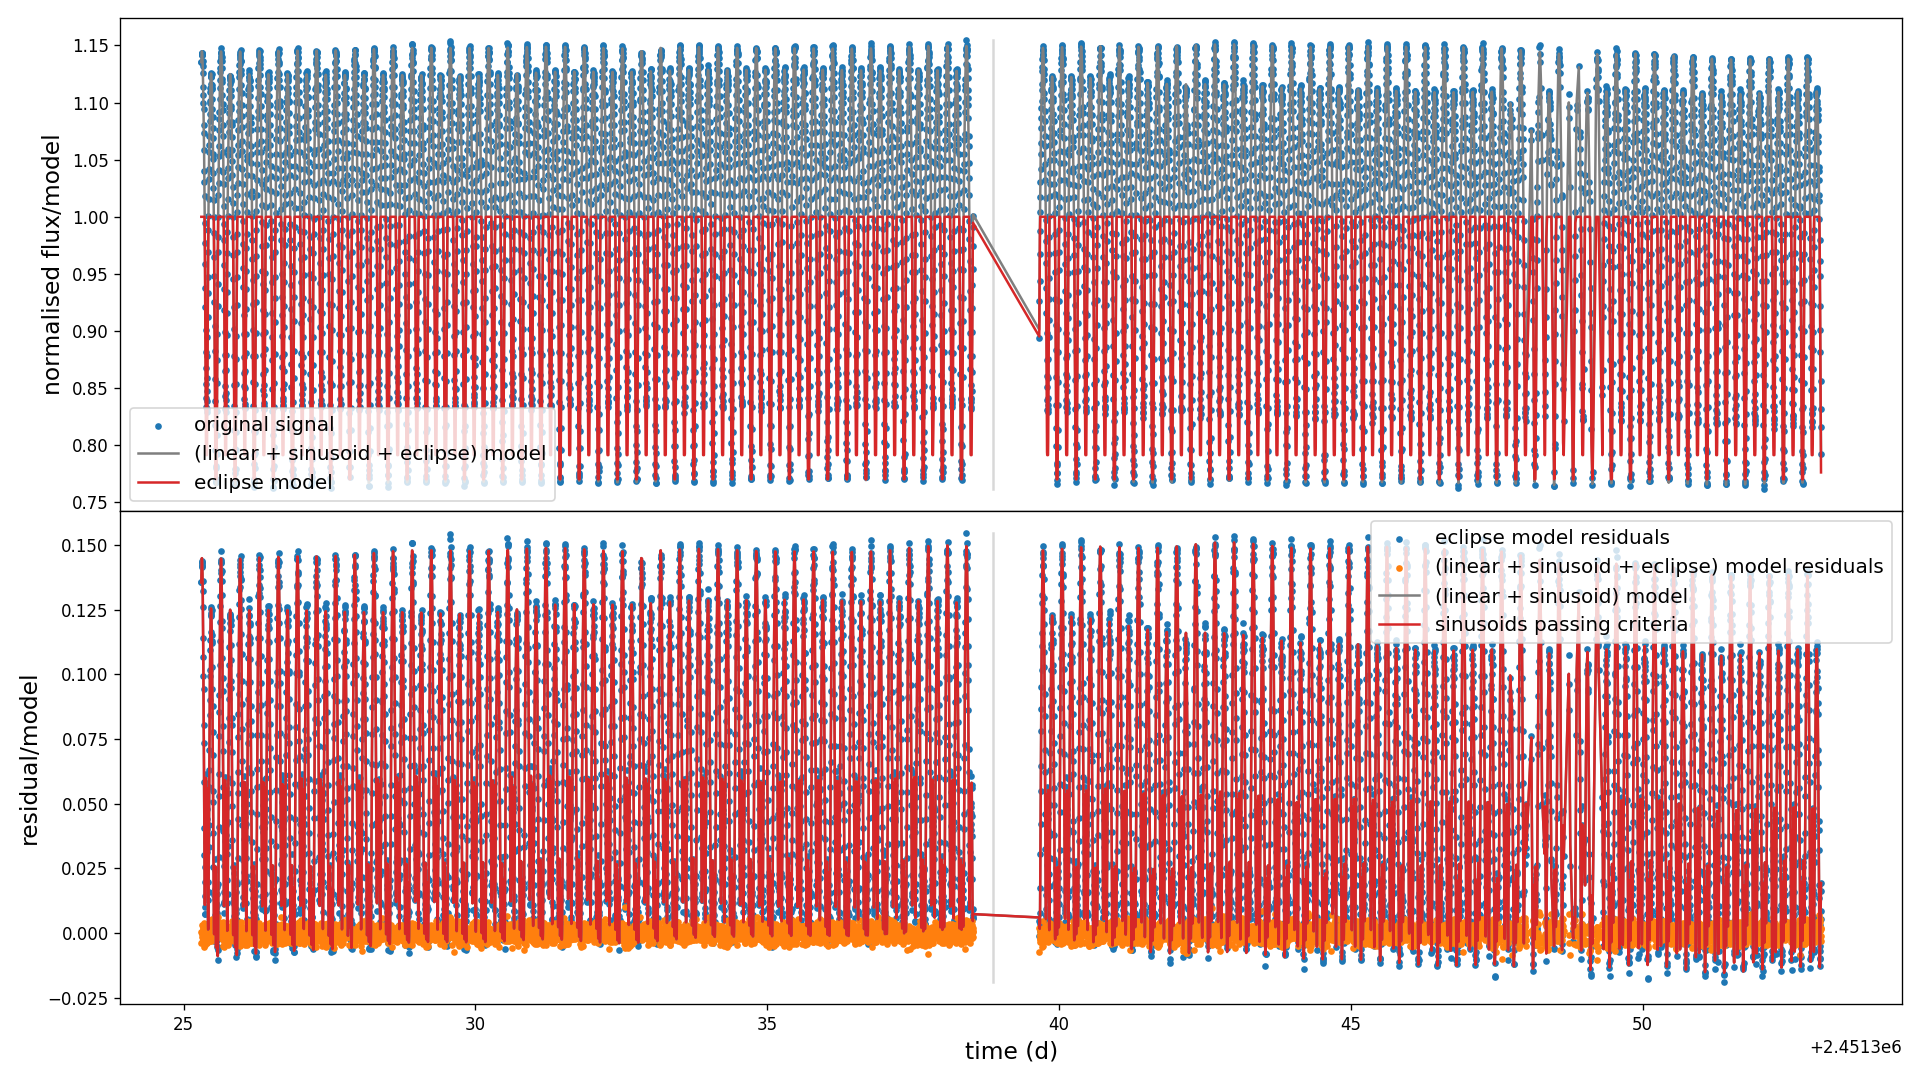 normalised flux/model
1.15
1.10
1.05
1.00
0.95
0.90
0.85
0.80
0.75
original signal
(linear + sinusoid + eclipse) model
eclipse model
residual/model
0.150
0.125
0.100
0.075
0.050
0.025
0.000
−0.025
eclipse model residuals
(linear + sinusoid + eclipse) model residuals
(linear + sinusoid) model
sinusoids passing criteria
25
30
35
40
45
50
time (d)
+2.4513e6